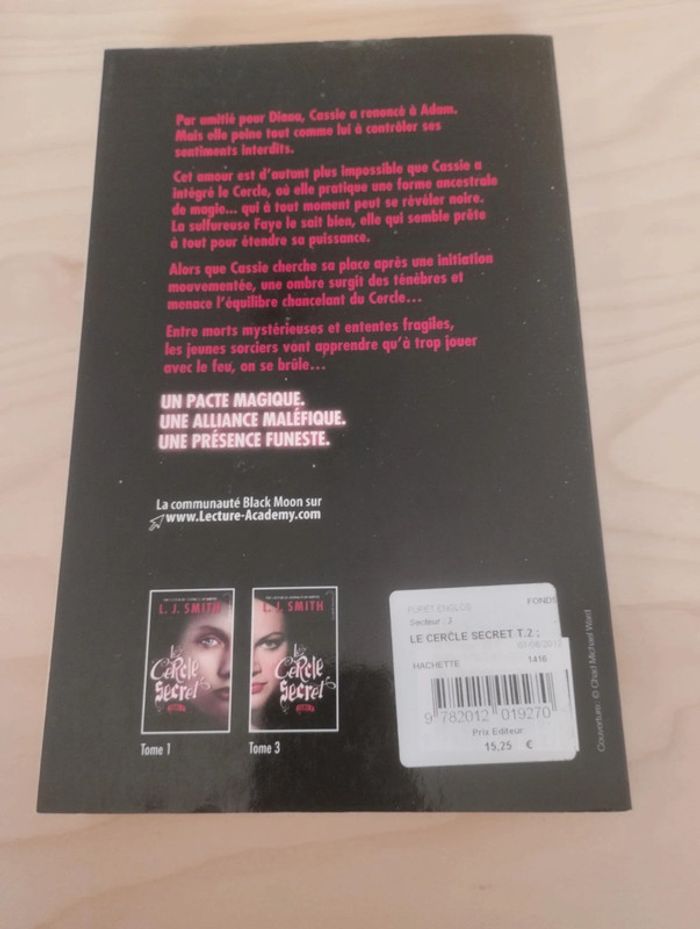 Par amitié pour Diana, Cassie a renoncé à Adam.
Mais elle peine tout comme lui à contrôler ses
sentiments interdits.
Cet amour est d'autant plus impossible que Cassie a
intégré le Cercle, où elle pratique une forme ancestrale
de magie... qui à tout moment peut se révéler noire.
La sulfureuse Faye le sait bien, elle qui semble prête
à tout pour étendre sa puissance.
Alors que Cassie cherche sa place après une initiation
mouvementée, une ombre surgit des ténèbres et
menace l'équilibre chancelant du Cercle...
Entre morts mystérieuses et ententes fragiles,
les jeunes sorciers vont apprendre qu'à trop jouer
avec le feu, on se brûle...
UN PACTE MAGIQUE.
UNE ALLIANCE MALÉFIQUE.
UNE PRÉSENCE FUNESTE.
La communauté Black Moon sur
www.Lecture-Academy.com
L. J. SMITH
Le
Cercle
Secret
Tome 1
L. J. SMITH
Le
Cercle
Secret
Tome 3
FURET ENGLOS
FONDS
Secteur : 3
LE CERCLE SECRET T.2 :
01/08/2012
HACHETTE
1416
9 782012 019270
Prix Editeur
15,25 €
Couverture : © Chad Michael Ward